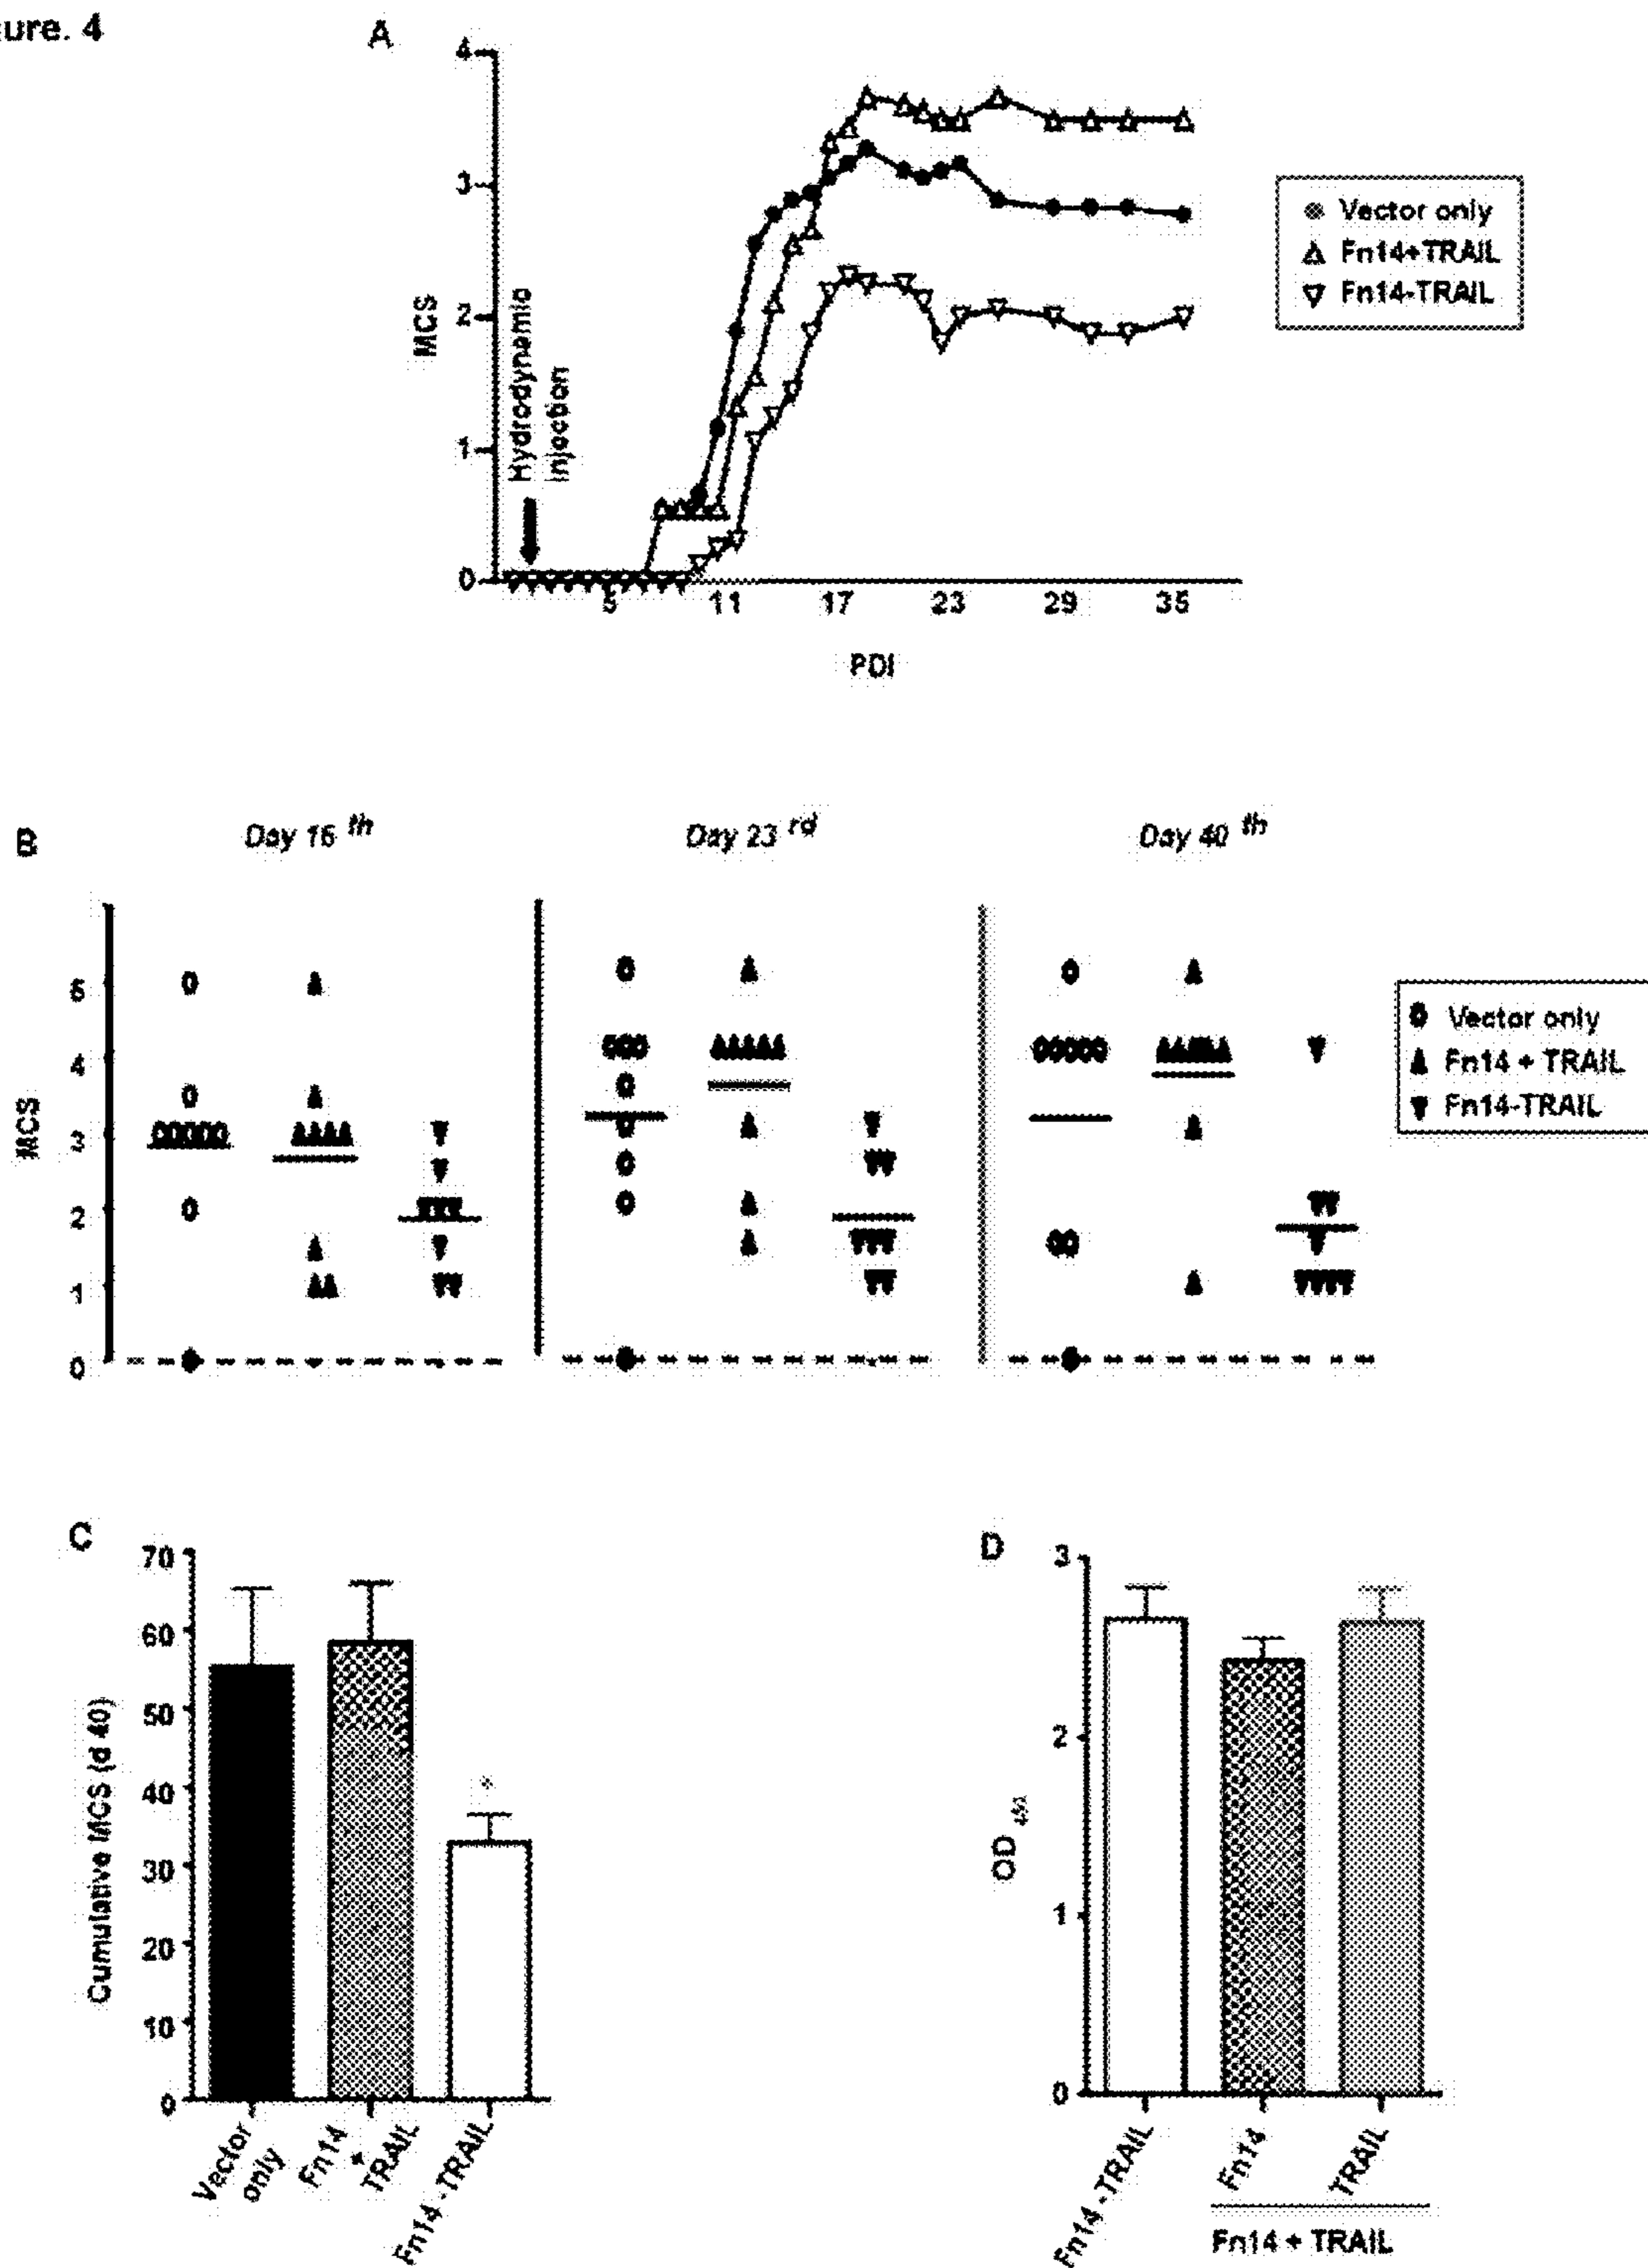 ure. 4
A
4
3
2
1
0
MCS
Hydrodynamic
injection
5 11 17 23 29 35
PDI
Vector only
Fn14+TRAIL
Fn14-TRAIL
B
Day 16 th
Day 23 rd
Day 40 th
MCS
5
4
3
2
1
0
Vector only
Fn14 + TRAIL
Fn14-TRAIL
C
70
60
50
40
30
20
10
0
Cumulative MCS (d 40)
*
Vector
only
Fn14
+
TRAIL
Fn14 - TRAIL
D
3
2
1
0
OD
Fn14 - TRAIL
Fn14
TRAIL
Fn14 + TRAIL